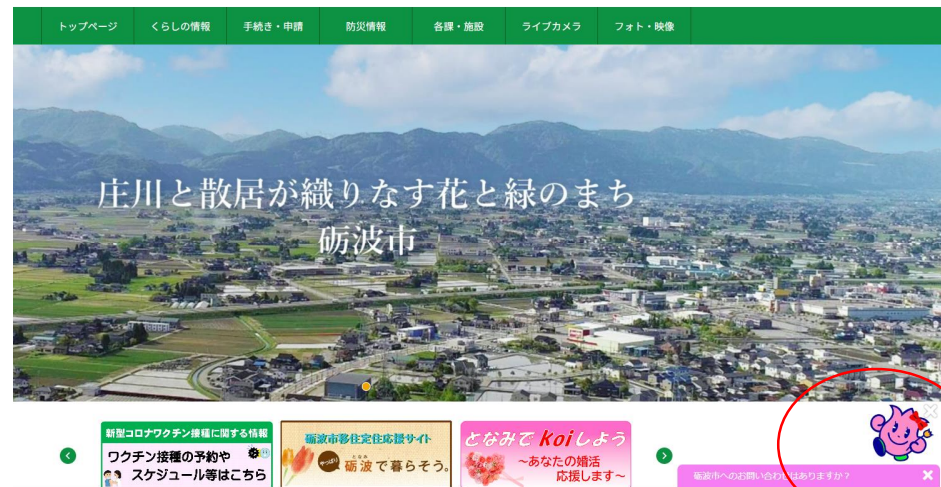 トップページ くらしの情報 手続き・申請 防災情報 各課・施設 ライブカメラ フォト・映像
庄川と散居が織りなす花と緑のまち
砺波市
新型コロナワクチン接種に関する情報
ワクチン接種の予約や
スケジュール等はこちら
砺波市移住定住応援サイト
やっぱり 砺波で暮らそう。
となみ
となみで Koiしよう
～あなたの婚活
応援します～
砺波市へのお問い合わせはありますか？